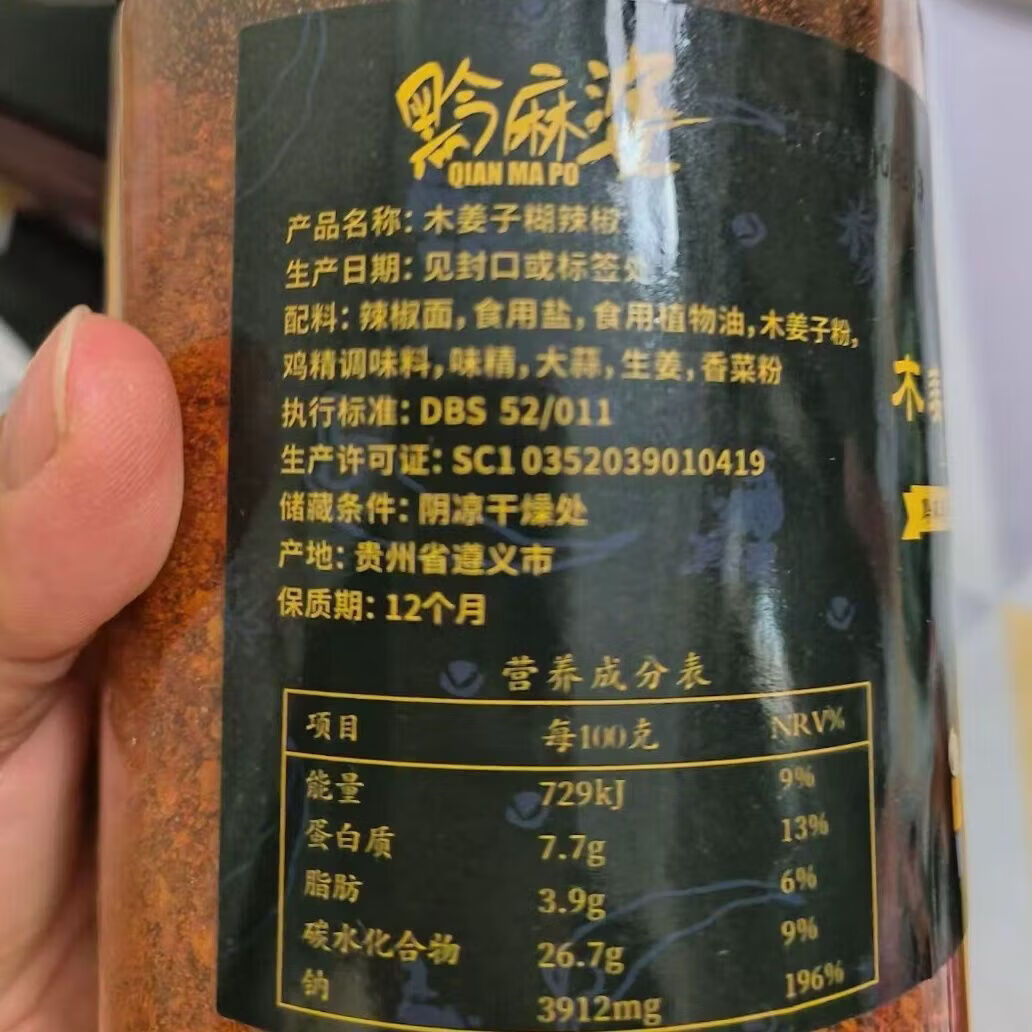 黔麻婆
QIAN MA PO
产品名称：木姜子糊辣椒
生产日期：见封口或标签处
配料：辣椒面，食用盐，食用植物油，木姜子粉，
鸡精调味料，味精，大蒜，生姜，香菜粉
执行标准：DBS 52/011
生产许可证：SC10352039010419
储藏条件：阴凉干燥处
产地：贵州省遵义市
保质期：12个月
营养成分表
项目 每100克 NRV%
能量 729kJ 9%
蛋白质 7.7g 13%
脂肪 3.9g 6%
碳水化合物 26.7g 9%
钠 3912mg 196%
木